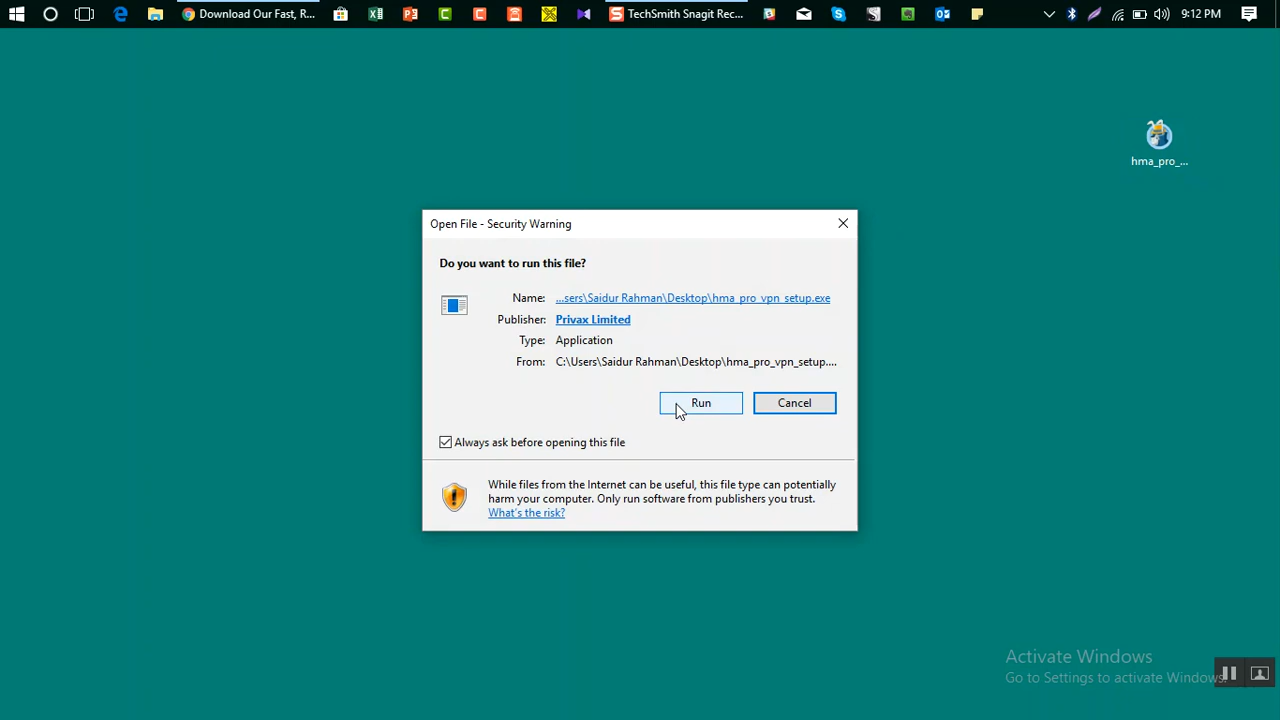 Download Our Fast, R...
TechSmith Snagit Rec...
9:12 PM
hma_pro_...
Open File - Security Warning
Do you want to run this file?
Name: ...sers\Saidur Rahman\Desktop\hma_pro_vpn_setup.exe
Publisher: Privax Limited
Type: Application
From: C:\Users\Saidur Rahman\Desktop\hma_pro_vpn_setup....
Run
Cancel
Always ask before opening this file
While files from the Internet can be useful, this file type can potentially
harm your computer. Only run software from publishers you trust.
What's the risk?
Activate Windows
Go to Settings to activate Windows.